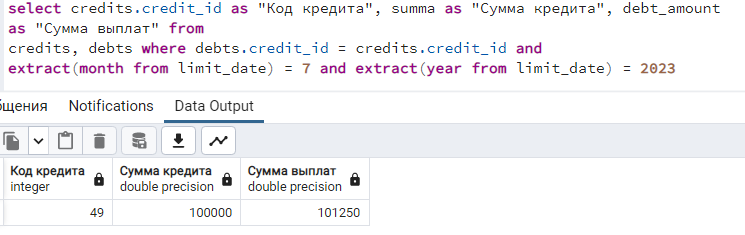 select credits.credit_id as "Код кредита", summa as "Сумма кредита", debt_amount
as "Сумма выплат" from
credits, debts where debts.credit_id = credits.credit_id and
extract(month from limit_date) = 7 and extract(year from limit_date) = 2023
бщения Notifications Data Output
Код кредита Сумма кредита Сумма выплат
integer double precision double precision
49 100000 101250